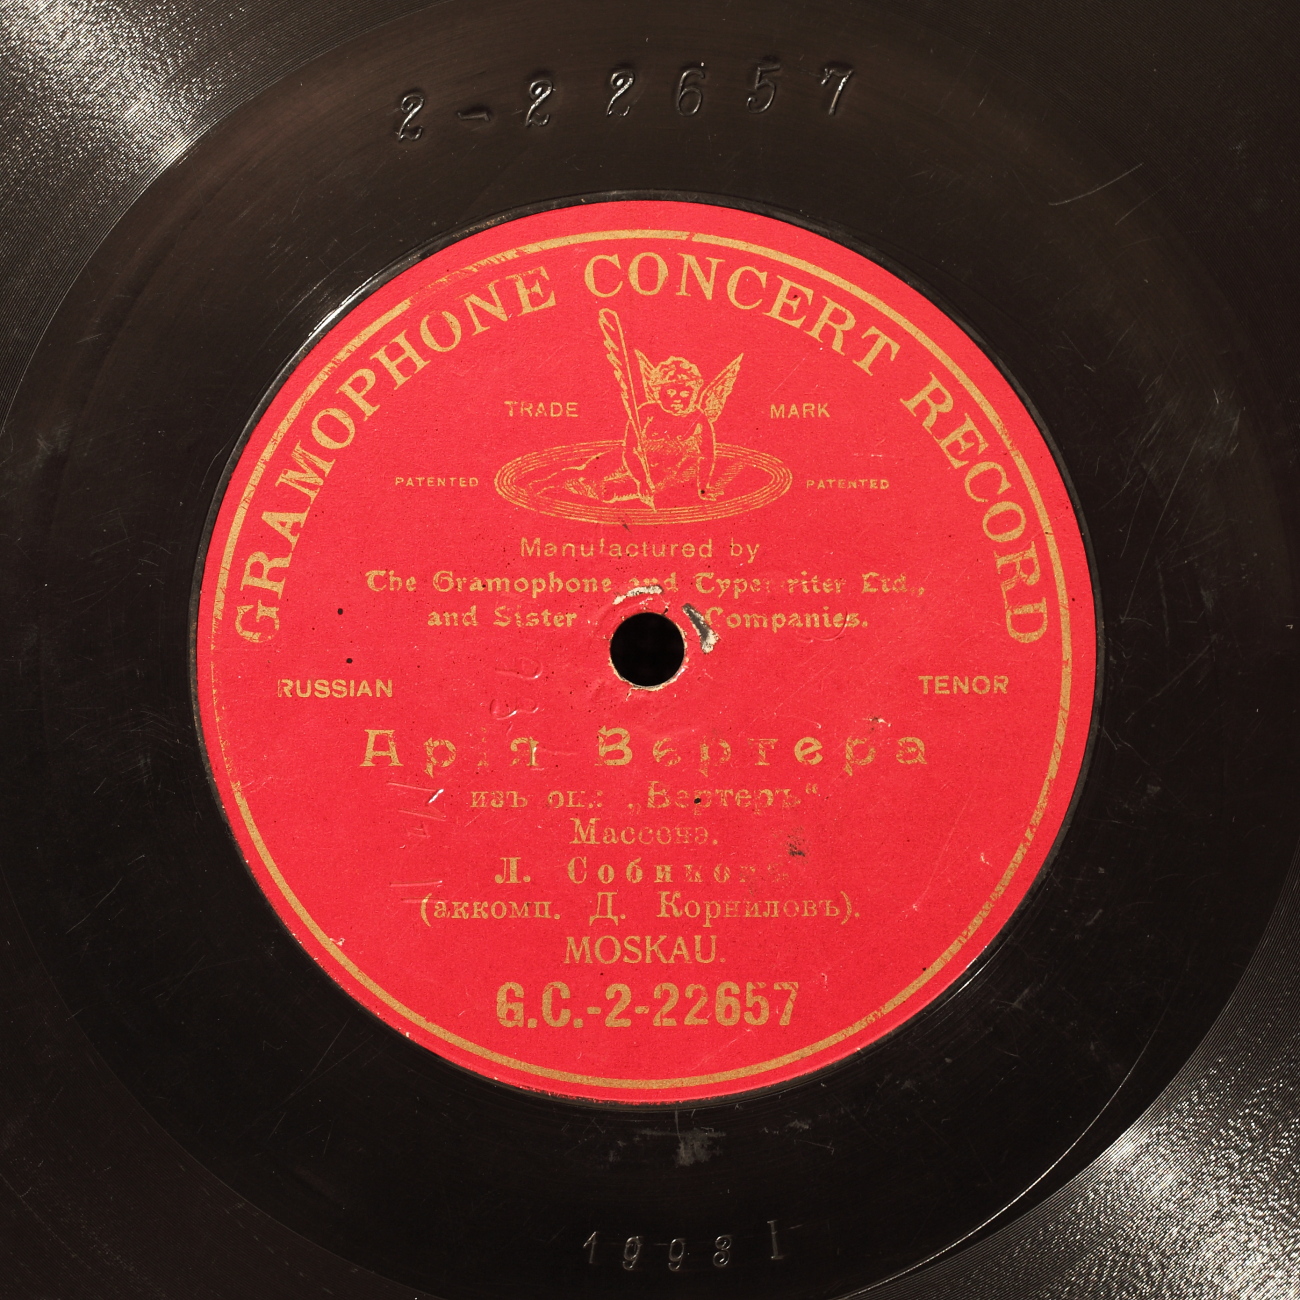 2-22657
GRAMOPHONE CONCERT RECORD
TRADE MARK
PATENTED PATENTED
Manufactured by
The Gramophone and Typewriter Ltd.,
and Sister Companies.
RUSSIAN TENOR
Арія Вертера
изъ оп.: „Вертеръ“
Массенэ.
Л. Собиновъ
(аккомп. Д. Корниловъ).
MOSKAU.
G.C.-2-22657